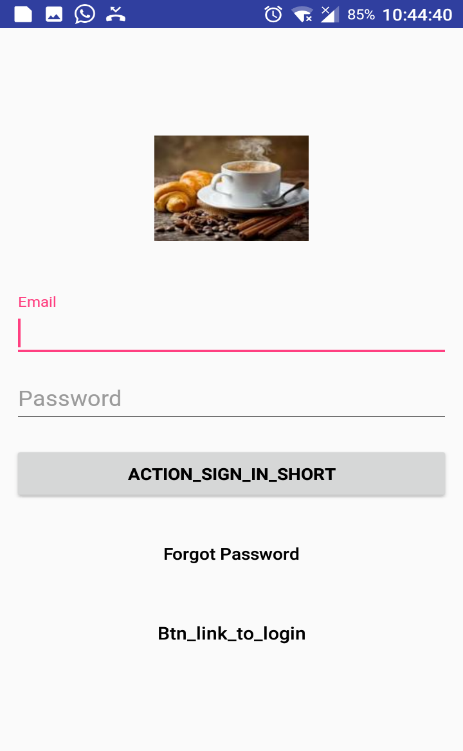 85% 10:44:40
Email
Password
ACTION_SIGN_IN_SHORT
Forgot Password
Btn_link_to_login